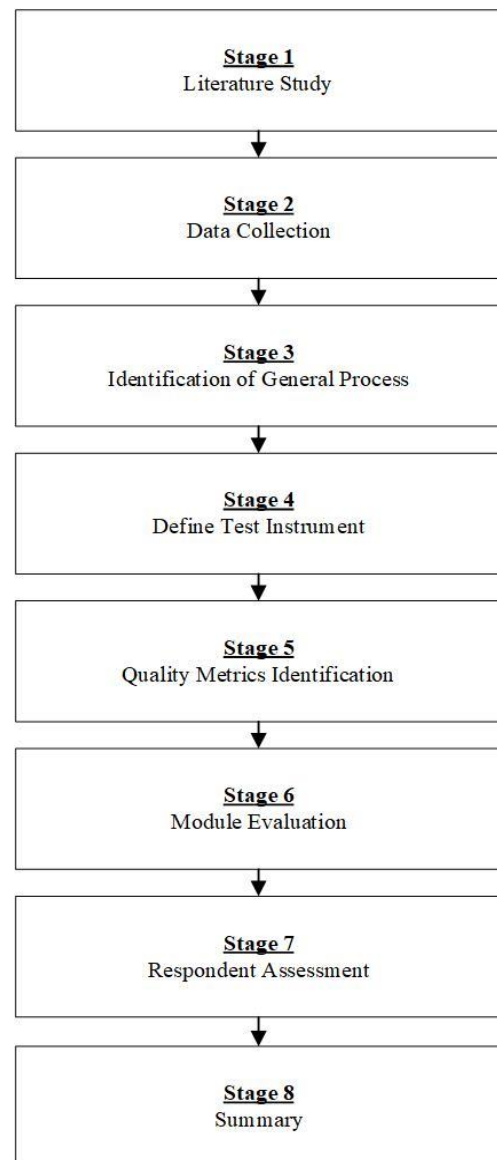 Stage 1
Literature Study
Stage 2
Data Collection
Stage 3
Identification of General Process
Stage 4
Define Test Instrument
Stage 5
Quality Metrics Identification
Stage 6
Module Evaluation
Stage 7
Respondent Assessment
Stage 8
Summary